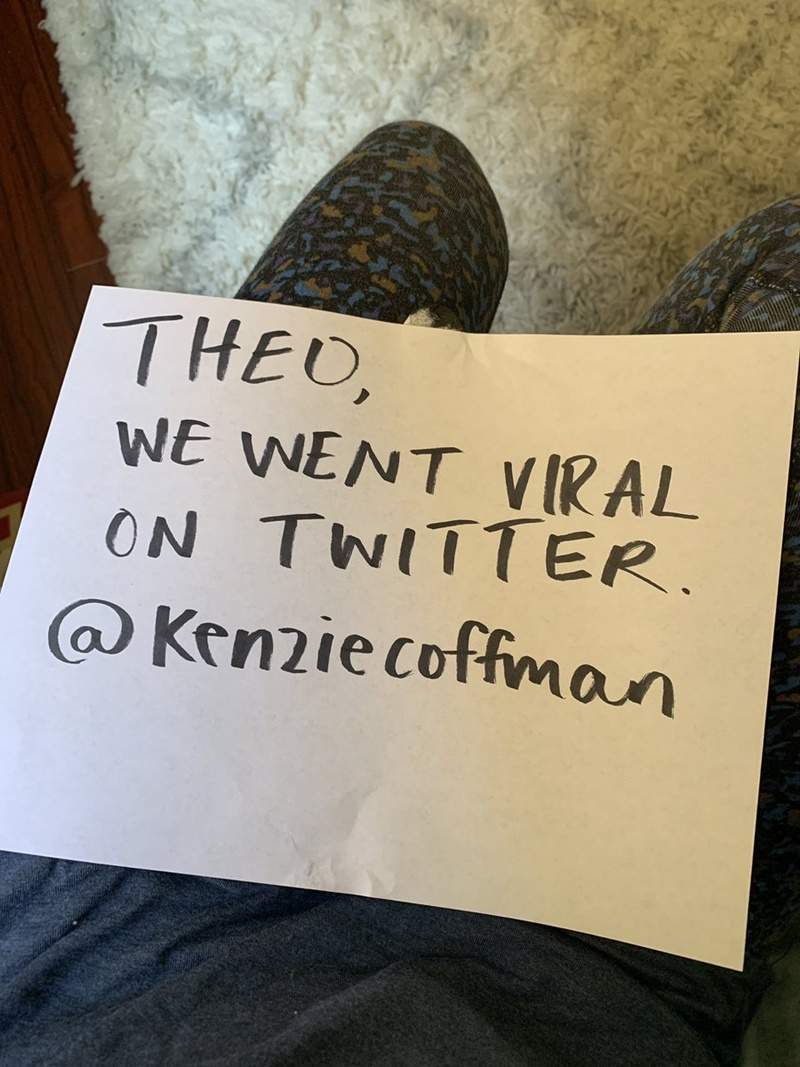 THEO,
WE WENT VIRAL
ON TWITTER.
@Kenziecoffman